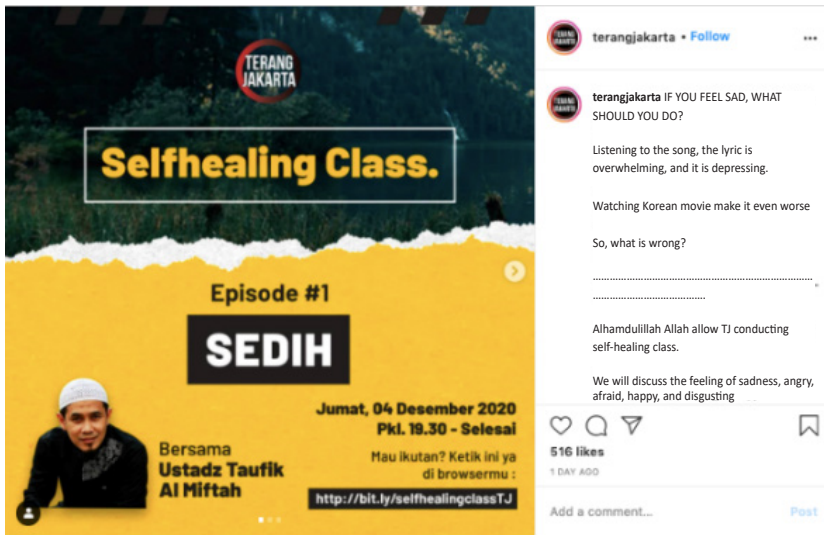 TERANG
JAKARTA
Selfhealing Class.
Episode #1
SEDIH
Jumat, 04 Desember 2020
Pkl. 19.30 - Selesai
Bersama
Ustadz Taufik
Al Miftah
Mau ikutan? Ketik ini ya
di browsermu :
http://bit.ly/selfhealingclassTJ
terangjakarta • Follow
terangjakarta IF YOU FEEL SAD, WHAT
SHOULD YOU DO?
Listening to the song, the lyric is
overwhelming, and it is depressing.
Watching Korean movie make it even worse
So, what is wrong?
Alhamdulillah Allah allow TJ conducting
self-healing class.
We will discuss the feeling of sadness, angry,
afraid, happy, and disgusting
516 likes
1 DAY AGO
Add a comment...
Post